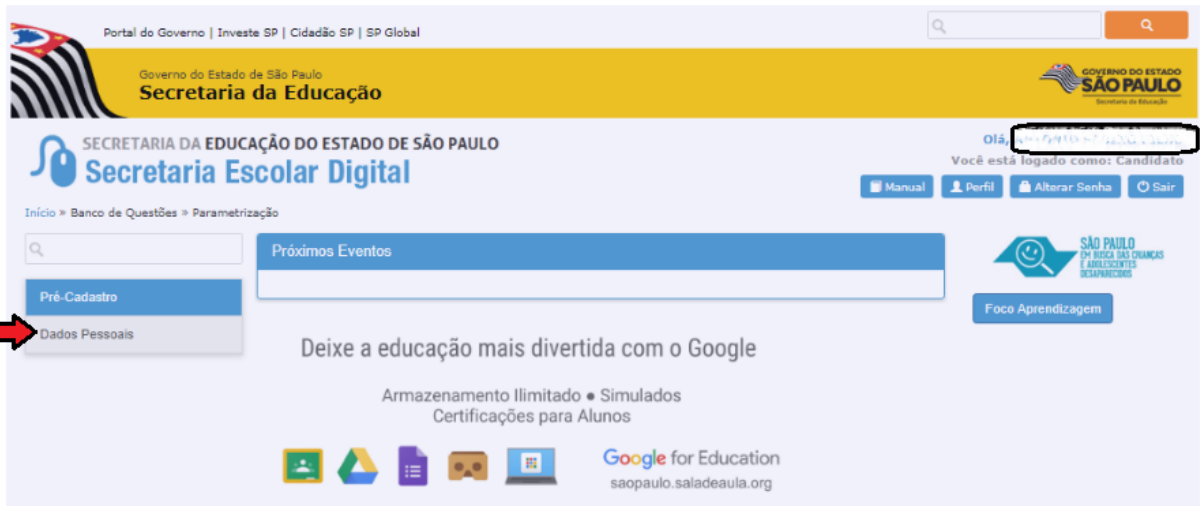 Portal do Governo | Investe SP | Cidadão SP | SP Global
Governo do Estado de São Paulo
Secretaria da Educação
GOVERNO DO ESTADO
SÃO PAULO
Secretaria da Educação
SECRETARIA DA EDUCAÇÃO DO ESTADO DE SÃO PAULO
Secretaria Escolar Digital
Olá,
Você está logado como: Candidato
Manual
Perfil
Alterar Senha
Sair
Início » Banco de Questões » Parametrização
Próximos Eventos
SÃO PAULO
EM BUSCA DAS CRIANÇAS
E ADOLESCENTES
DESAPARECIDOS
Pré-Cadastro
Foco Aprendizagem
Dados Pessoais
Deixe a educação mais divertida com o Google
Armazenamento Ilimitado ● Simulados
Certificações para Alunos
Google for Education
saopaulo.saladeaula.org